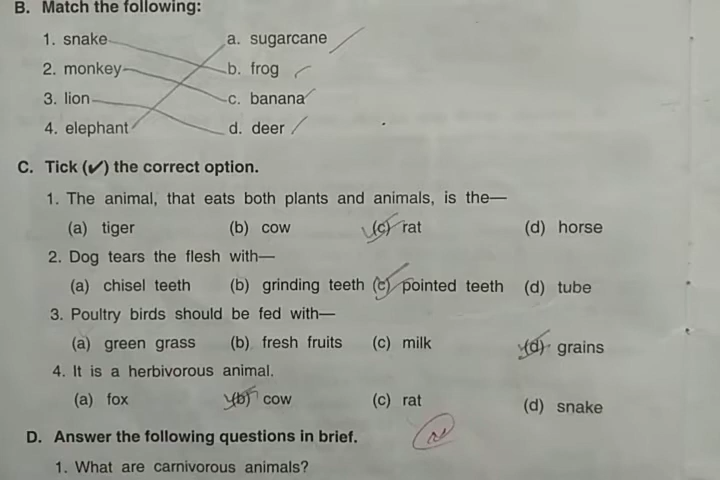 B. Match the following:
1. snake a. sugarcane
2. monkey b. frog
3. lion c. banana
4. elephant d. deer
C. Tick (✓) the correct option.
1. The animal, that eats both plants and animals, is the—
(a) tiger (b) cow (c) rat (d) horse
2. Dog tears the flesh with—
(a) chisel teeth (b) grinding teeth (c) pointed teeth (d) tube
3. Poultry birds should be fed with—
(a) green grass (b) fresh fruits (c) milk (d) grains
4. It is a herbivorous animal.
(a) fox (b) cow (c) rat (d) snake
D. Answer the following questions in brief.
1. What are carnivorous animals?